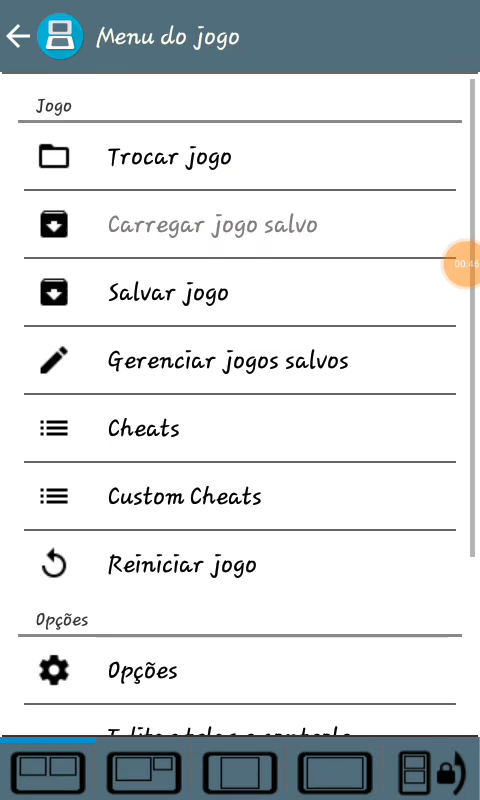 Menu do jogo
Jogo
Trocar jogo
Carregar jogo salvo
00:46
Salvar jogo
Gerenciar jogos salvos
Cheats
Custom Cheats
Reiniciar jogo
Opções
Opções